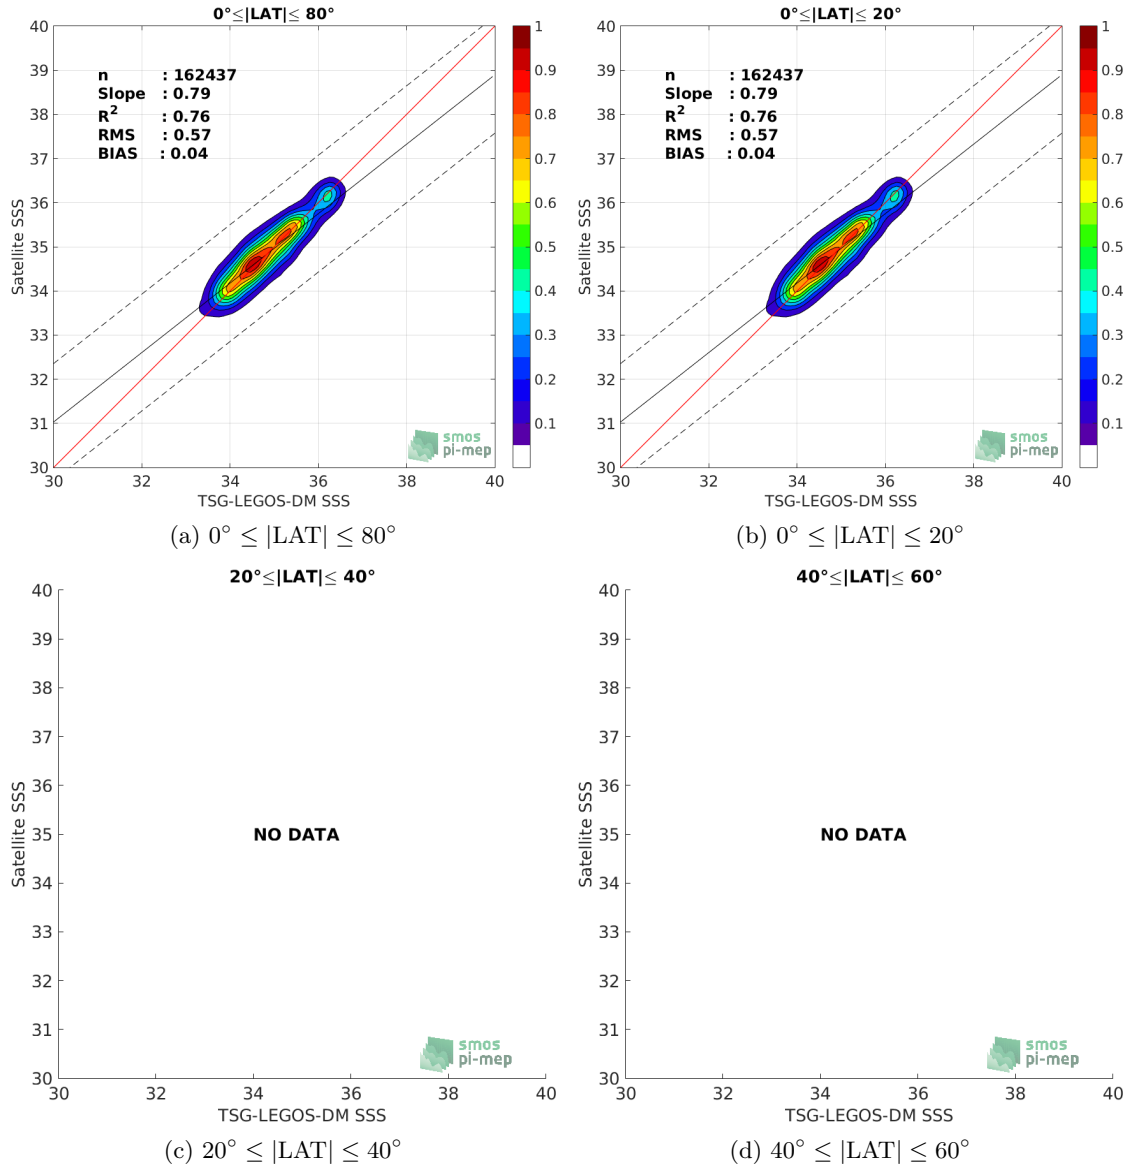 0°≤|LAT|≤ 80°
n : 162437
Slope : 0.79
R² : 0.76
RMS : 0.57
BIAS : 0.04
40
39
38
37
36
35
34
33
32
31
30
Satellite SSS
30 32 34 36 38 40
TSG-LEGOS-DM SSS
1
0.9
0.8
0.7
0.6
0.5
0.4
0.3
0.2
0.1
smos
pi-mep
(a) 0° ≤ |LAT| ≤ 80°
0°≤|LAT|≤ 20°
n : 162437
Slope : 0.79
R² : 0.76
RMS : 0.57
BIAS : 0.04
40
39
38
37
36
35
34
33
32
31
30
Satellite SSS
30 32 34 36 38 40
TSG-LEGOS-DM SSS
1
0.9
0.8
0.7
0.6
0.5
0.4
0.3
0.2
0.1
smos
pi-mep
(b) 0° ≤ |LAT| ≤ 20°
20°≤|LAT|≤ 40°
40
39
38
37
36
35
34
33
32
31
30
Satellite SSS
NO DATA
smos
pi-mep
30 32 34 36 38 40
TSG-LEGOS-DM SSS
(c) 20° ≤ |LAT| ≤ 40°
40°≤|LAT|≤ 60°
40
39
38
37
36
35
34
33
32
31
30
Satellite SSS
NO DATA
smos
pi-mep
30 32 34 36 38 40
TSG-LEGOS-DM SSS
(d) 40° ≤ |LAT| ≤ 60°